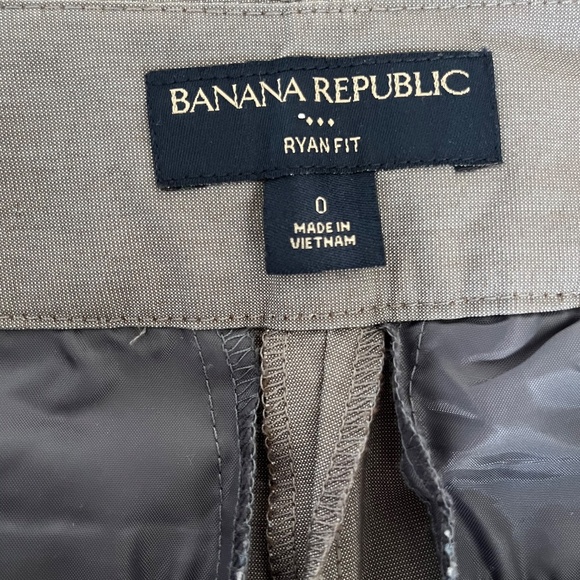 BANANA REPUBLIC
RYAN FIT
0
MADE IN
VIETNAM